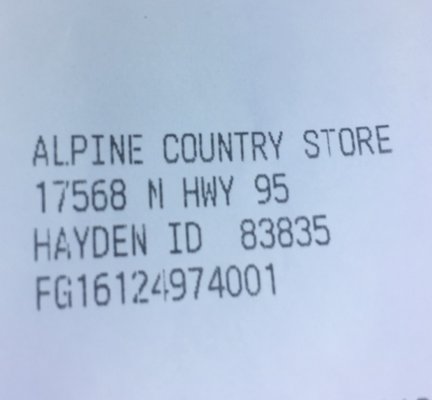 ALPINE COUNTRY STORE
17568 N HWY 95
HAYDEN ID 83835
FG16124974001